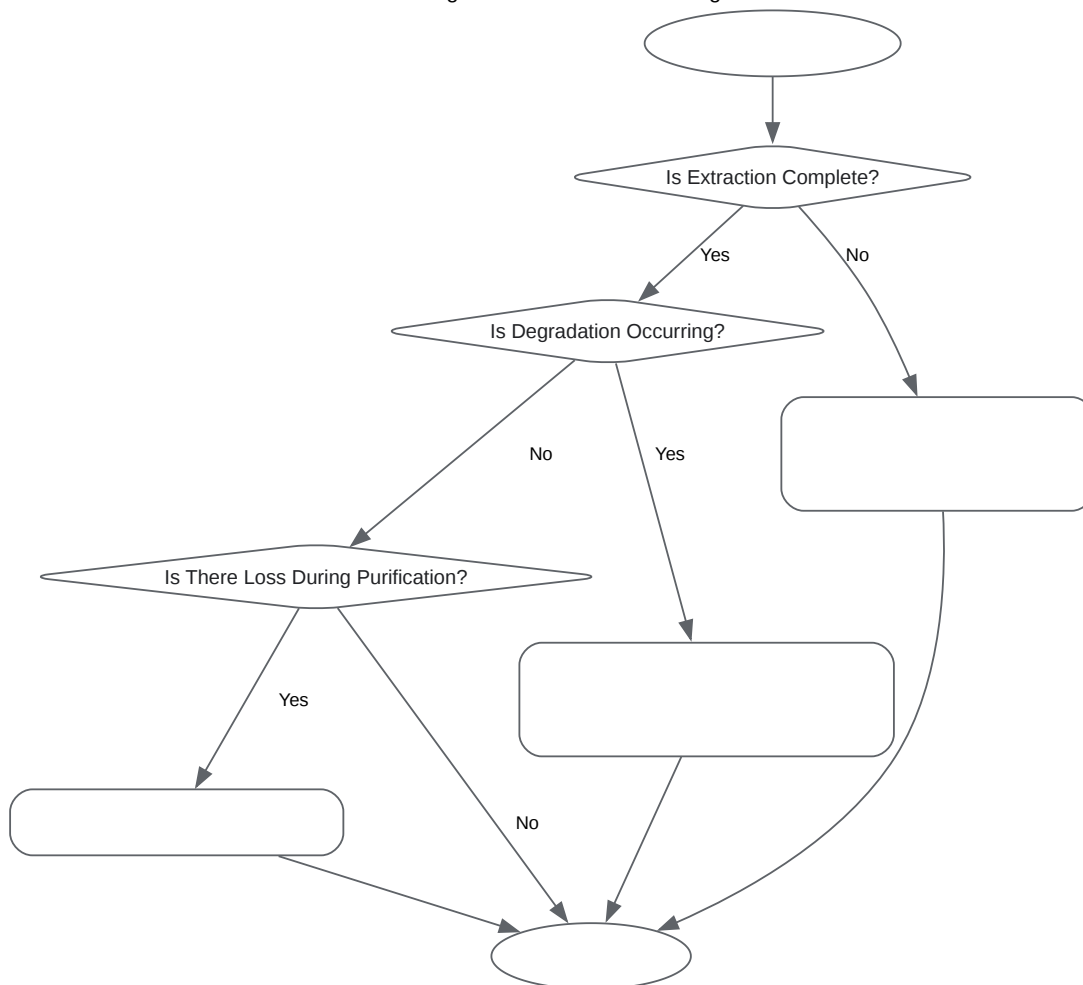 Is Extraction Complete?
Yes
No
Is Degradation Occurring?
No
Yes
Is There Loss During Purification?
Yes
No